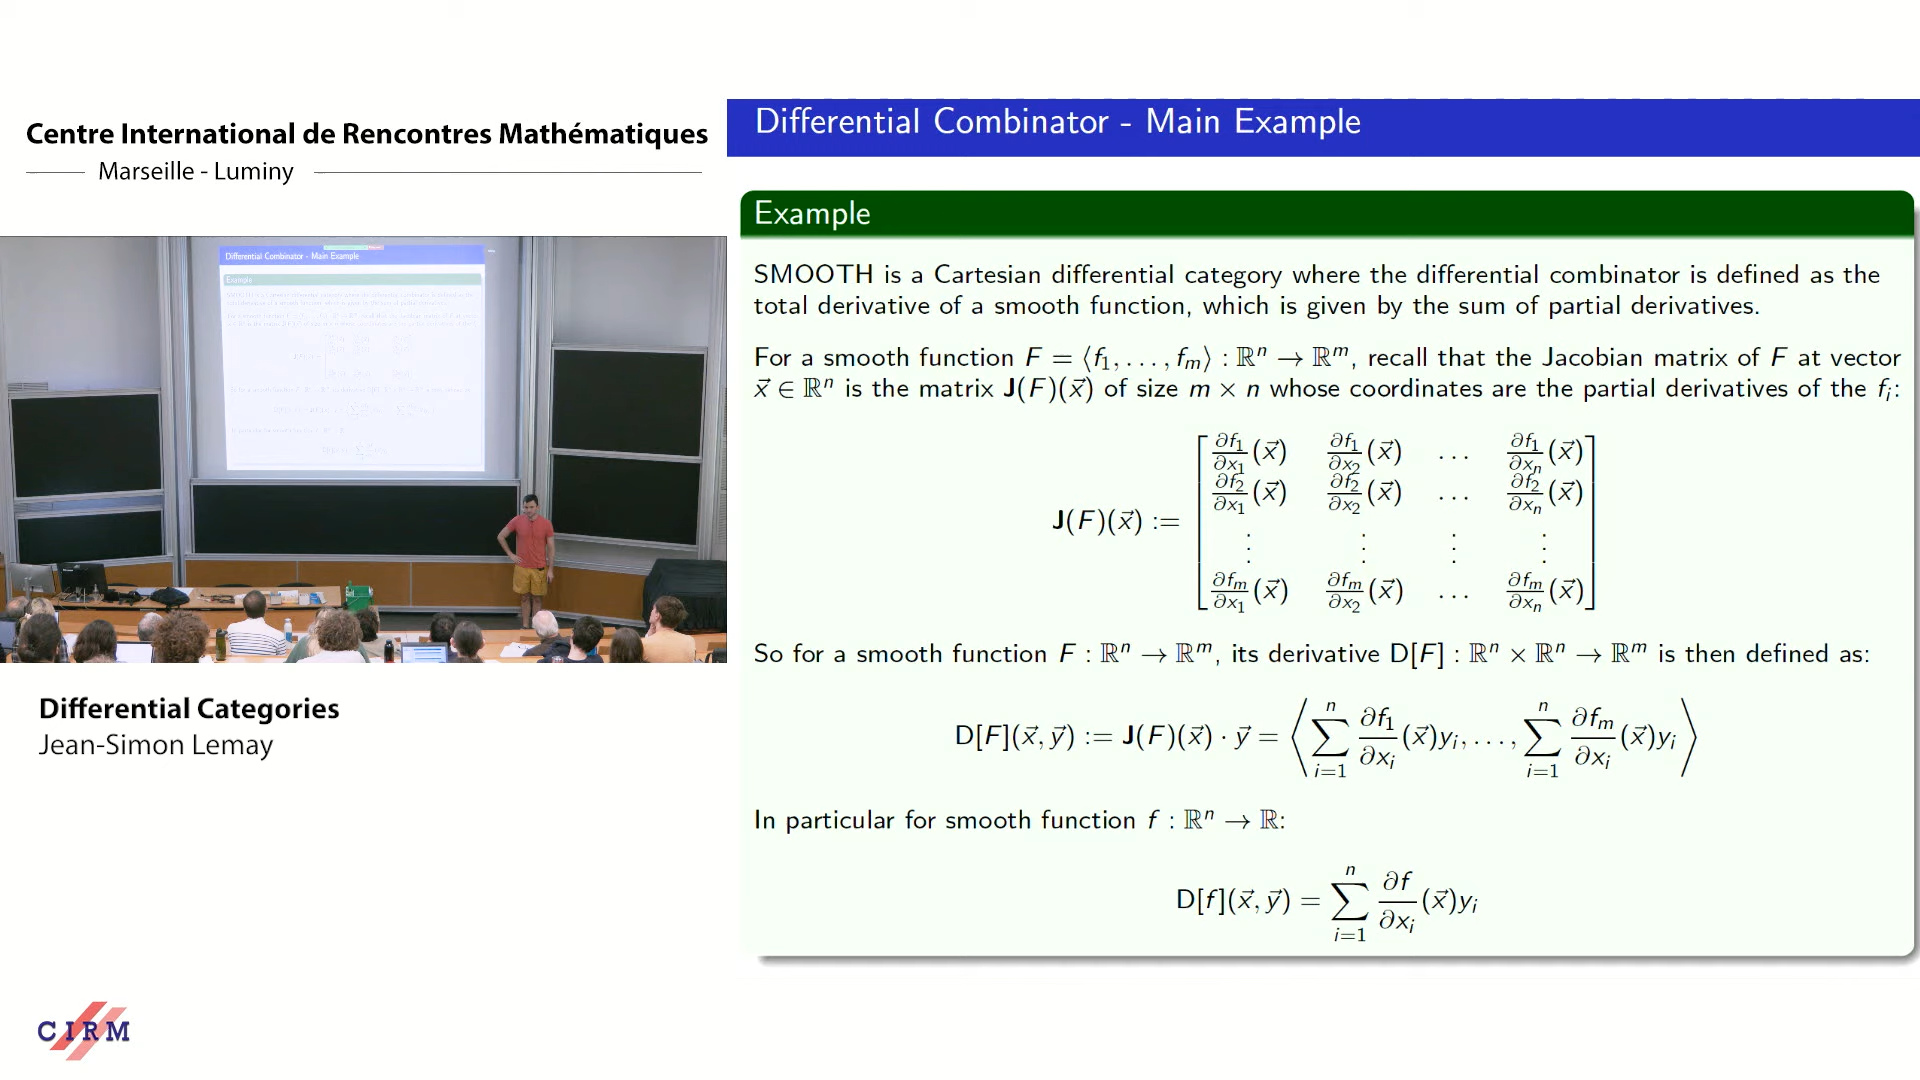 Centre International de Rencontres Mathématiques
Marseille - Luminy
Differential Combinator - Main Example
Example
Differential Categories
Jean-Simon Lemay
CIRM
Differential Combinator - Main Example
Example
SMOOTH is a Cartesian differential category where the differential combinator is defined as the
total derivative of a smooth function, which is given by the sum of partial derivatives.
For a smooth function F = ⟨f₁, . . . , fₘ⟩ : ℝⁿ → ℝᵐ, recall that the Jacobian matrix of F at vector
x⃗ ∈ ℝⁿ is the matrix J(F)(x⃗) of size m × n whose coordinates are the partial derivatives of the fᵢ:
J(F)(x⃗) :=
∂f₁/∂x₁(x⃗) ∂f₁/∂x₂(x⃗) . . . ∂f₁/∂xₙ(x⃗)
∂f₂/∂x₁(x⃗) ∂f₂/∂x₂(x⃗) . . . ∂f₂/∂xₙ(x⃗)
⋮ ⋮ ⋮ ⋮
∂fₘ/∂x₁(x⃗) ∂fₘ/∂x₂(x⃗) . . . ∂fₘ/∂xₙ(x⃗)
So for a smooth function F : ℝⁿ → ℝᵐ, its derivative D[F] : ℝⁿ × ℝⁿ → ℝᵐ is then defined as:
D[F](x⃗, y⃗) := J(F)(x⃗) · y⃗ = ⟨∑ᵢ₌₁ⁿ ∂f₁/∂xᵢ(x⃗)yᵢ, . . . , ∑ᵢ₌₁ⁿ ∂fₘ/∂xᵢ(x⃗)yᵢ⟩
In particular for smooth function f : ℝⁿ → ℝ:
D[f](x⃗, y⃗) = ∑ᵢ₌₁ⁿ ∂f/∂xᵢ(x⃗)yᵢ